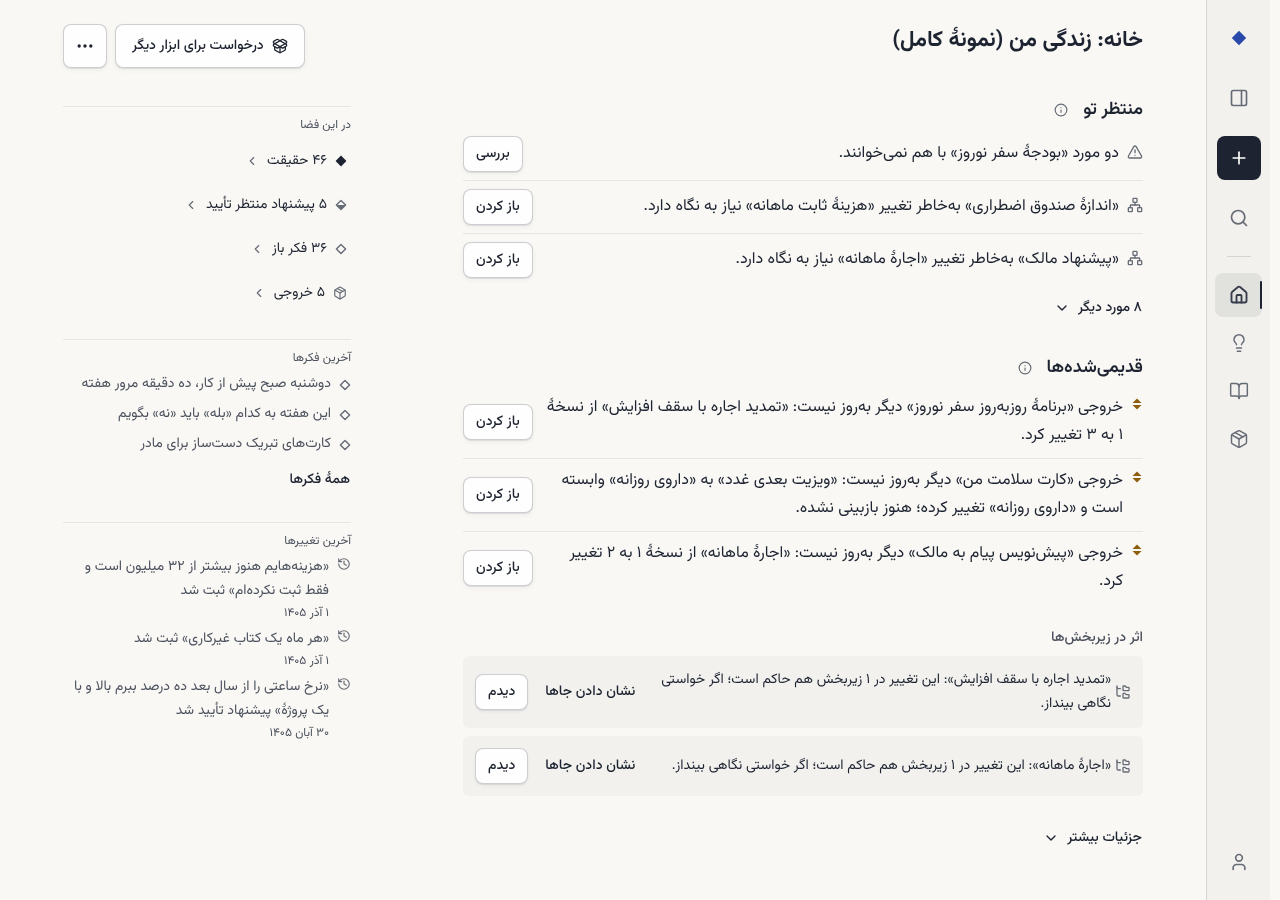 خانه: زندگی من (نمونهٔ کامل)
درخواست برای ابزار دیگر
منتظر تو
دو مورد «بودجهٔ سفر نوروز» با هم نمی‌خوانند.
بررسی
«اندازهٔ صندوق اضطراری» به‌خاطر تغییر «هزینهٔ ثابت ماهانه» نیاز به نگاه دارد.
باز کردن
«پیشنهاد مالک» به‌خاطر تغییر «اجارهٔ ماهانه» نیاز به نگاه دارد.
باز کردن
۸ مورد دیگر
قدیمی‌شده‌ها
خروجی «برنامهٔ روزبه‌روز سفر نوروز» دیگر به‌روز نیست: «تمدید اجاره با سقف افزایش» از نسخهٔ
۱ به ۳ تغییر کرد.
باز کردن
خروجی «کارت سلامت من» دیگر به‌روز نیست: «ویزیت بعدی غدد» به «داروی روزانه» وابسته
است و «داروی روزانه» تغییر کرده؛ هنوز بازبینی نشده.
باز کردن
خروجی «پیش‌نویس پیام به مالک» دیگر به‌روز نیست: «اجارهٔ ماهانه» از نسخهٔ ۱ به ۲ تغییر
کرد.
باز کردن
اثر در زیربخش‌ها
«تمدید اجاره با سقف افزایش»: این تغییر در ۱ زیربخش هم حاکم است؛ اگر خواستی
نگاهی بینداز.
نشان دادن جاها
دیدم
«اجارهٔ ماهانه»: این تغییر در ۱ زیربخش هم حاکم است؛ اگر خواستی نگاهی بینداز.
نشان دادن جاها
دیدم
جزئیات بیشتر
در این فضا
۴۶ حقیقت
۵ پیشنهاد منتظر تأیید
۳۶ فکر باز
۵ خروجی
آخرین فکرها
دوشنبه صبح پیش از کار، ده دقیقه مرور هفته
این هفته به کدام «بله» باید «نه» بگویم
کارت‌های تبریک دست‌ساز برای مادر
همهٔ فکرها
آخرین تغییرها
«هزینه‌هایم هنوز بیشتر از ۳۲ میلیون است و
فقط ثبت نکرده‌ام» ثبت شد
۱ آذر ۱۴۰۵
«هر ماه یک کتاب غیرکاری» ثبت شد
۱ آذر ۱۴۰۵
«نرخ ساعتی را از سال بعد ده درصد ببرم بالا و با
یک پروژهٔ» پیشنهاد تأیید شد
۳۰ آبان ۱۴۰۵